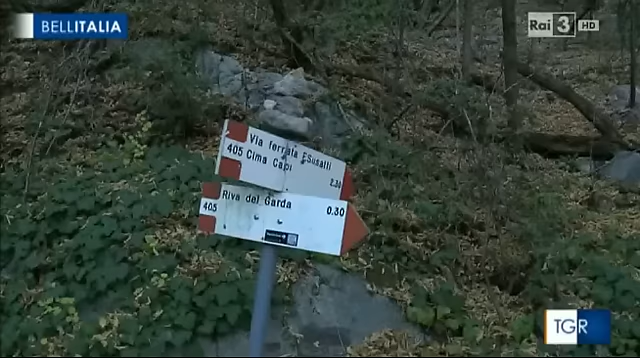 BELLITALIA
Rai 3 HD
Via ferrata F.Susatti
405 Cima Capi
2.30
Riva del Garda
405
0.30
TGR